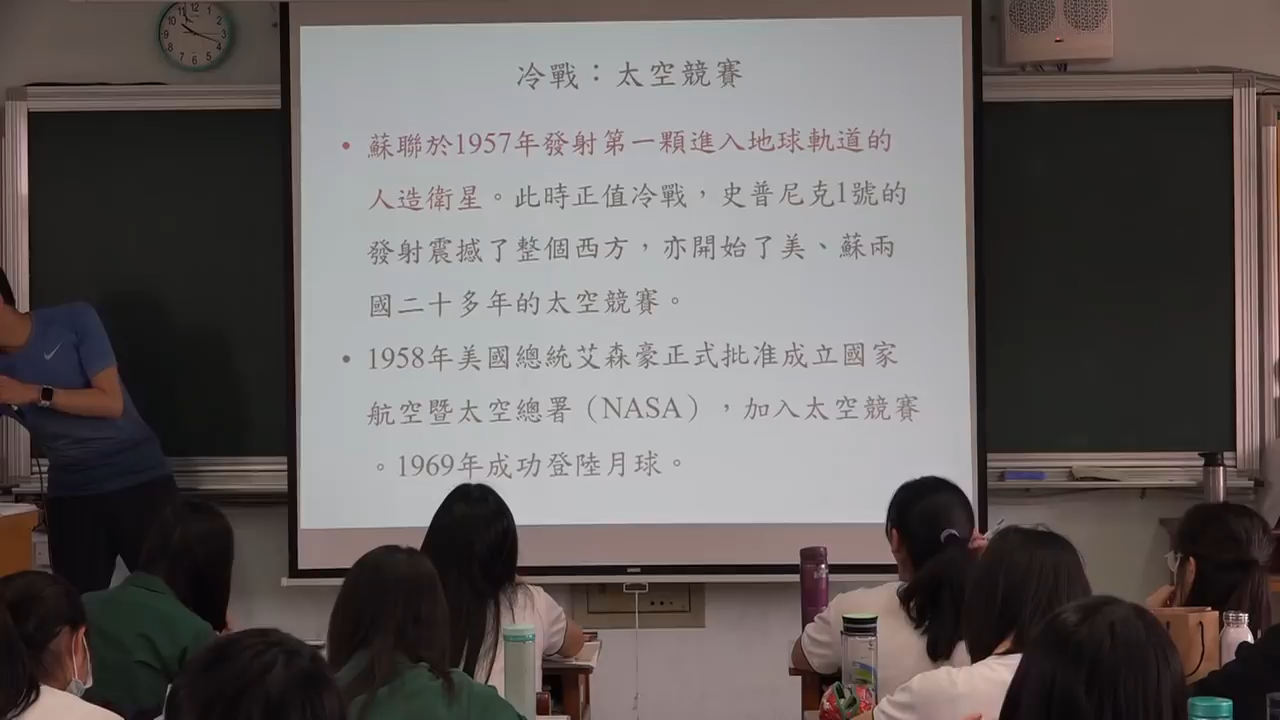 冷戰：太空競賽
• 蘇聯於1957年發射第一顆進入地球軌道的
人造衛星。此時正值冷戰，史普尼克1號的
發射震撼了整個西方，亦開始了美、蘇兩
國二十多年的太空競賽。
• 1958年美國總統艾森豪正式批准成立國家
航空暨太空總署（NASA），加入太空競賽
。1969年成功登陸月球。